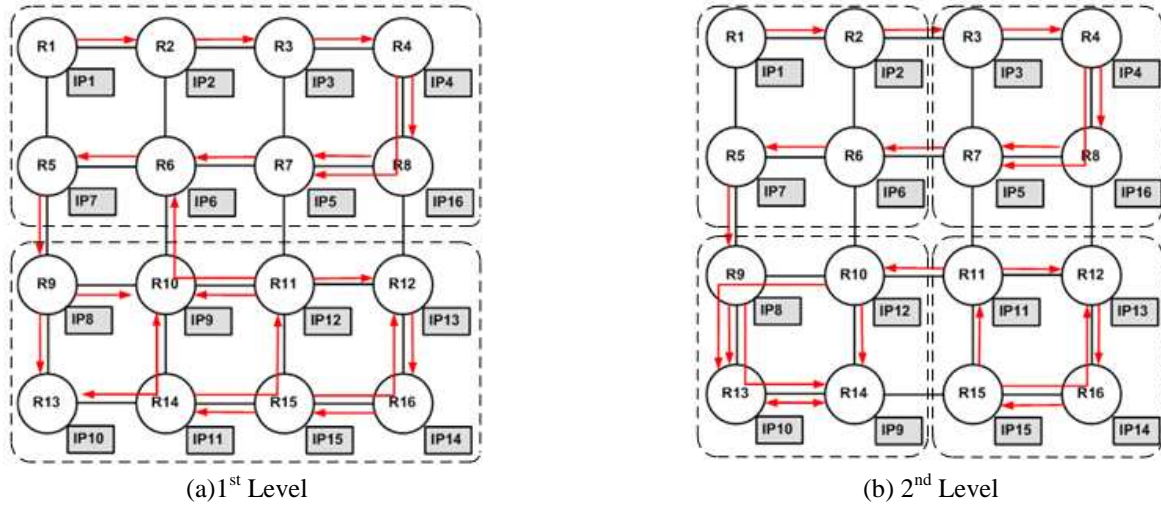 R1 R2 R3 R4
IP1 IP2 IP3 IP4
R5 R6 R7 R8
IP7 IP6 IP5 IP16
R9 R10 R11 R12
IP8 IP9 IP12 IP13
R13 R14 R15 R16
IP10 IP11 IP15 IP14
(a)1st Level
R1 R2 R3 R4
IP1 IP2 IP3 IP4
R5 R6 R7 R8
IP7 IP6 IP5 IP16
R9 R10 R11 R12
IP8 IP12 IP11 IP13
R13 R14 R15 R16
IP10 IP9 IP15 IP14
(b) 2nd Level